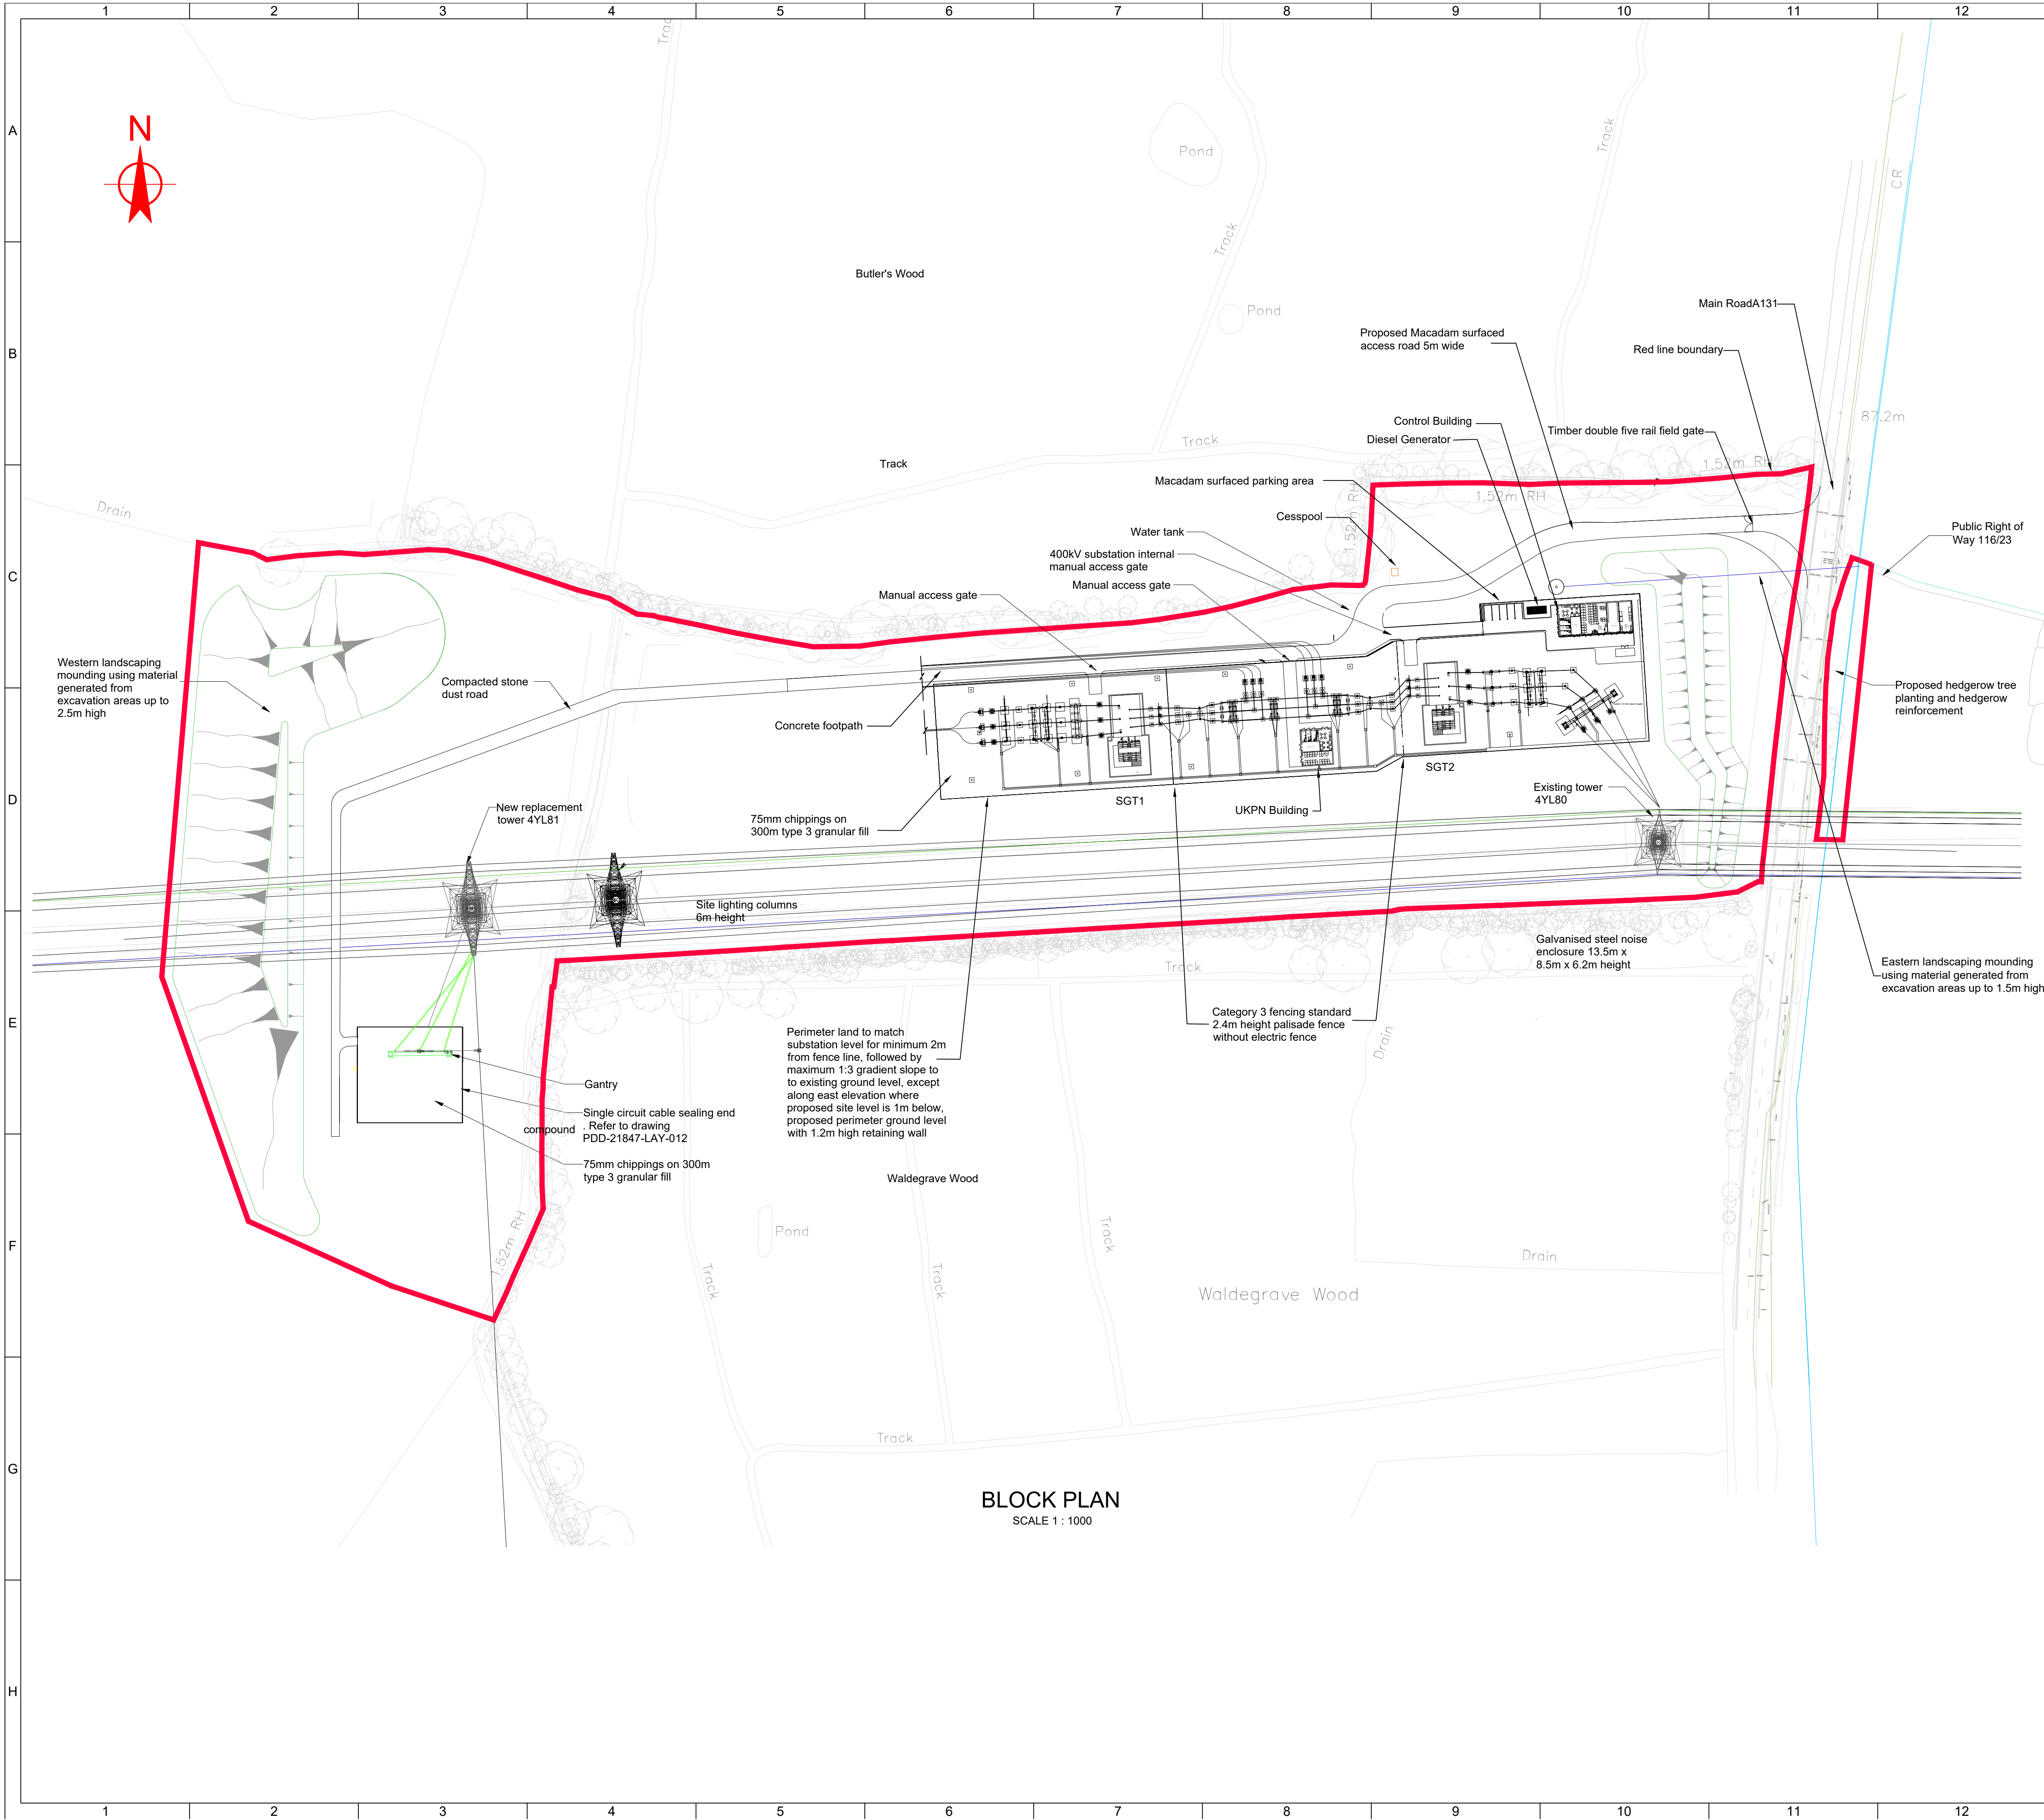 1 2 3 4 5 6 7 8 9 10 11 12
A
B
C
D
E
F
G
H
N
Track
Track
Pond
Track
CR
Track
Butler's Wood
Pond
Main RoadA131
Proposed Macadam surfaced
access road 5m wide
Red line boundary
87.2m
Control Building
Timber double five rail field gate
Diesel Generator
Track
Track
1.52m RH
Macadam surfaced parking area
1.52m RH
1.52m RH
Drain
Cesspool
Water tank
Public Right of
Way 116/23
400kV substation internal
manual access gate
Manual access gate
Manual access gate
Western landscaping
mounding using material
generated from
excavation areas up to
2.5m high
Compacted stone
dust road
Proposed hedgerow tree
planting and hedgerow
reinforcement
Concrete footpath
SGT2
Existing tower
4YL80
New replacement
tower 4YL81
SGT1
UKPN Building
75mm chippings on
300m type 3 granular fill
Site lighting columns
6m height
Galvanised steel noise
enclosure 13.5m x
8.5m x 6.2m height
Track
Eastern landscaping mounding
using material generated from
excavation areas up to 1.5m high
Category 3 fencing standard
2.4m height palisade fence
without electric fence
Drain
Perimeter land to match
substation level for minimum 2m
from fence line, followed by
maximum 1:3 gradient slope to
to existing ground level, except
along east elevation where
proposed site level is 1m below,
proposed perimeter ground level
with 1.2m high retaining wall
Gantry
Single circuit cable sealing end
compound . Refer to drawing
PDD-21847-LAY-012
75mm chippings on 300m
type 3 granular fill
Waldegrave Wood
1.52m RH
Pond
Track
Drain
Track
Track
Waldegrave Wood
Track
BLOCK PLAN
SCALE 1 : 1000
1 2 3 4 5 6 7 8 9 10 11 12